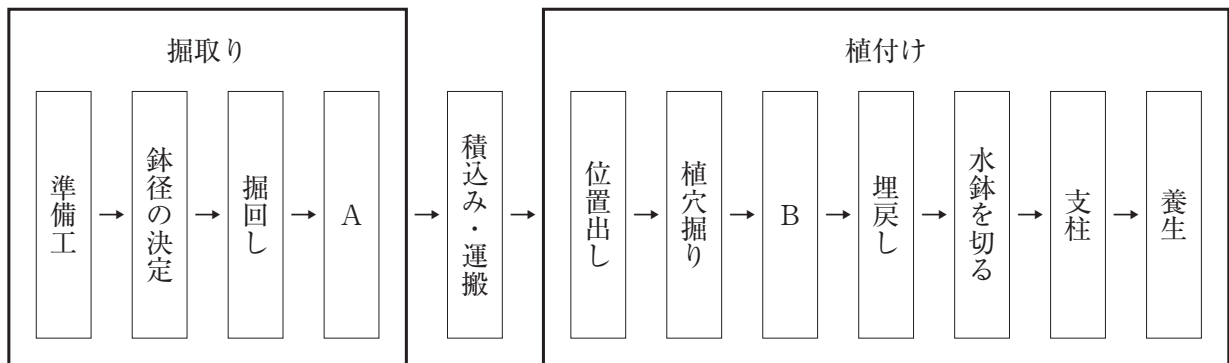 掘取り
準備工
鉢径の決定
掘回し
A
積込み・運搬
植付け
位置出し
植穴掘り
B
埋戻し
水鉢を切る
支柱
養生